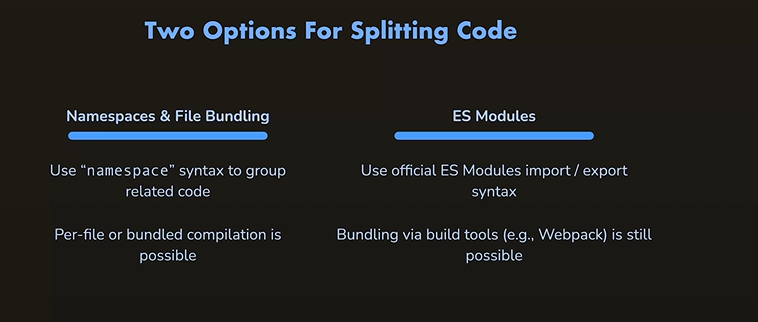 Two Options For Splitting Code
Namespaces & File Bundling
Use “namespace” syntax to group
related code
Per-file or bundled compilation is
possible
ES Modules
Use official ES Modules import / export
syntax
Bundling via build tools (e.g., Webpack) is still
possible